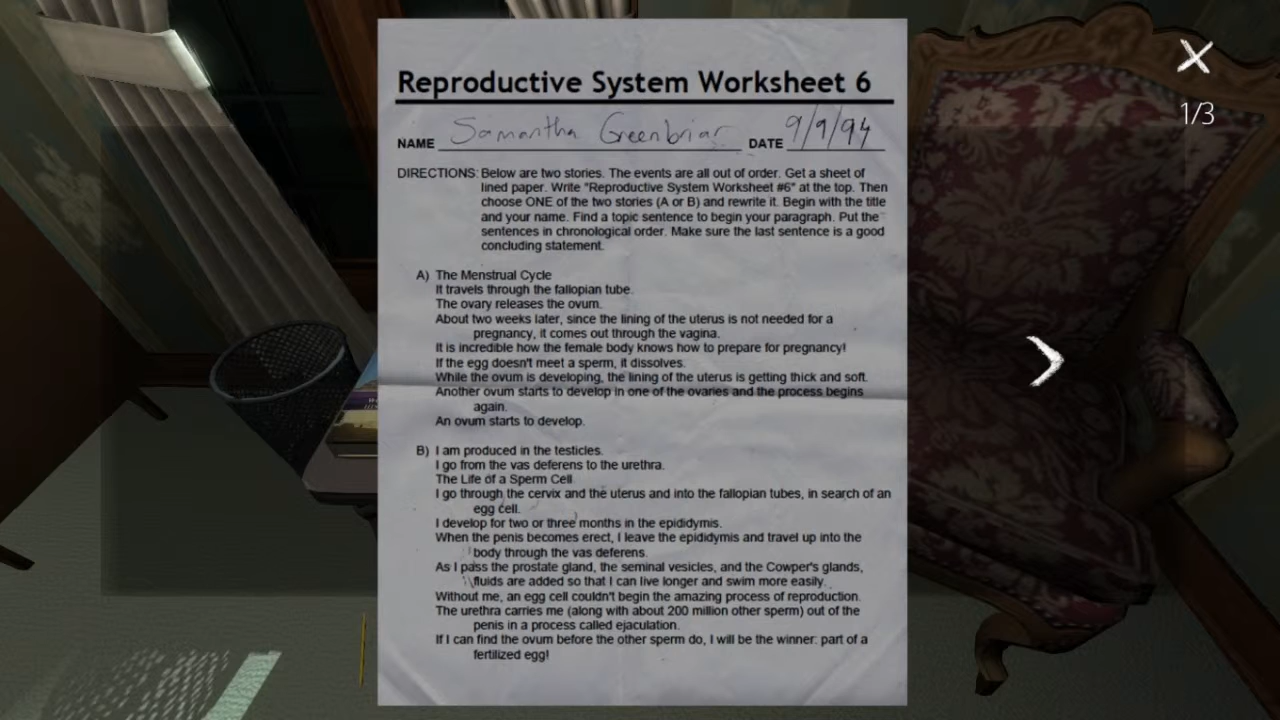 Reproductive System Worksheet 6
NAME Samantha Greenbriar DATE 9/9/94
1/3
DIRECTIONS: Below are two stories. The events are all out of order. Get a sheet of
lined paper. Write "Reproductive System Worksheet #6" at the top. Then
choose ONE of the two stories (A or B) and rewrite it. Begin with the title
and your name. Find a topic sentence to begin your paragraph. Put the
sentences in chronological order. Make sure the last sentence is a good
concluding statement.
A) The Menstrual Cycle
It travels through the fallopian tube.
The ovary releases the ovum.
About two weeks later, since the lining of the uterus is not needed for a
pregnancy, it comes out through the vagina.
It is incredible how the female body knows how to prepare for pregnancy!
If the egg doesn't meet a sperm, it dissolves.
While the ovum is developing, the lining of the uterus is getting thick and soft.
Another ovum starts to develop in one of the ovaries and the process begins
again.
An ovum starts to develop.
B) I am produced in the testicles.
I go from the vas deferens to the urethra.
The Life of a Sperm Cell
I go through the cervix and the uterus and into the fallopian tubes, in search of an
egg cell.
I develop for two or three months in the epididymis.
When the penis becomes erect, I leave the epididymis and travel up into the
body through the vas deferens.
As I pass the prostate gland, the seminal vesicles, and the Cowper's glands,
fluids are added so that I can live longer and swim more easily.
Without me, an egg cell couldn't begin the amazing process of reproduction.
The urethra carries me (along with about 200 million other sperm) out of the
penis in a process called ejaculation.
If I can find the ovum before the other sperm do, I will be the winner: part of a
fertilized egg!